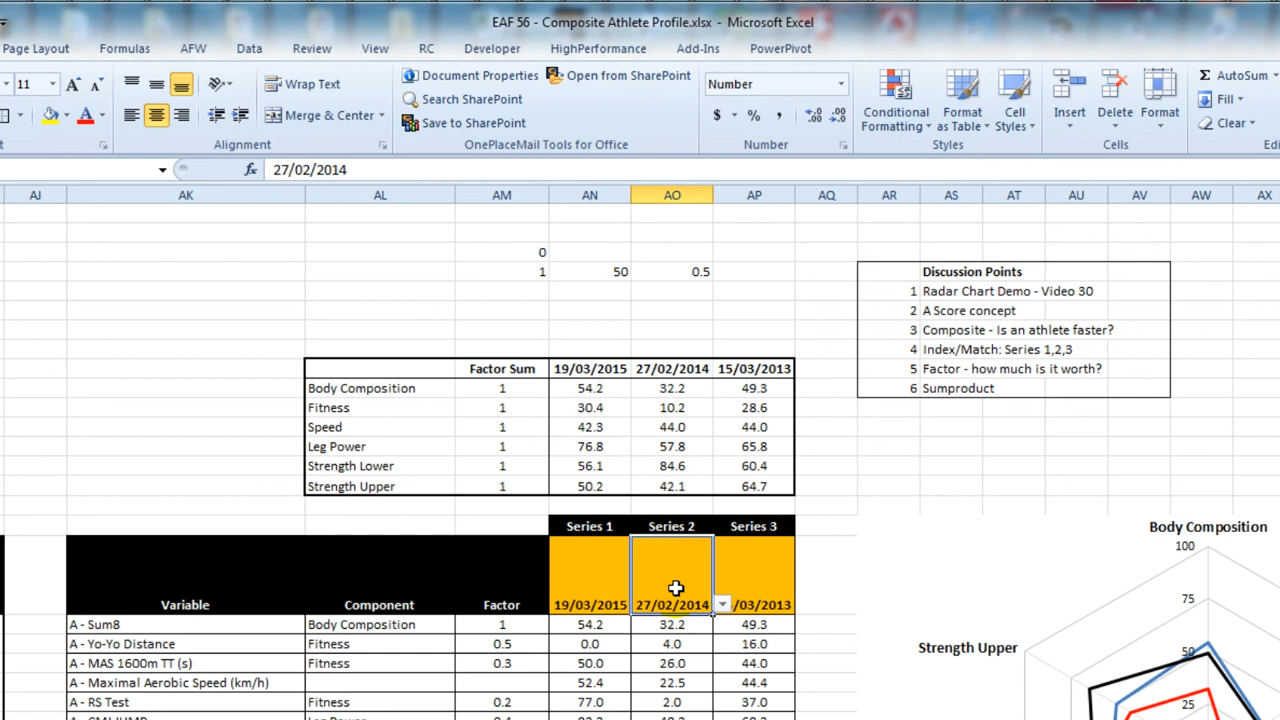 EAF 56 - Composite Athlete Profile.xlsx - Microsoft Excel
Page Layout Formulas AFW Data Review View RC Developer HighPerformance Add-Ins PowerPivot
11 A A Wrap Text Document Properties Open from SharePoint Number Conditional Formatting Format as Table Cell Styles Insert Delete Format Σ AutoSum
Search SharePoint Fill
A Merge & Center Save to SharePoint $ % , Clear
Alignment OnePlaceMail Tools for Office Number Styles Cells
fx 27/02/2014
AJ AK AL AM AN AO AP AQ AR AS AT AU AV AW AX
0
1 50 0.5 Discussion Points
1 Radar Chart Demo - Video 30
2 A Score concept
3 Composite - Is an athlete faster?
4 Index/Match: Series 1,2,3
Factor Sum 19/03/2015 27/02/2014 15/03/2013 5 Factor - how much is it worth?
Body Composition 1 54.2 32.2 49.3 6 Sumproduct
Fitness 1 30.4 10.2 28.6
Speed 1 42.3 44.0 44.0
Leg Power 1 76.8 57.8 65.8
Strength Lower 1 56.1 84.6 60.4
Strength Upper 1 50.2 42.1 64.7
Series 1 Series 2 Series 3 Body Composition
100
75
Variable Component Factor 19/03/2015 27/02/2014 /03/2013
A - Sum8 Body Composition 1 54.2 32.2 49.3
A - Yo-Yo Distance Fitness 0.5 0.0 4.0 16.0 Strength Upper 50
A - MAS 1600m TT (s) Fitness 0.3 50.0 26.0 44.0
A - Maximal Aerobic Speed (km/h) 52.4 22.5 44.4
A - RS Test Fitness 0.2 77.0 2.0 43.0 25